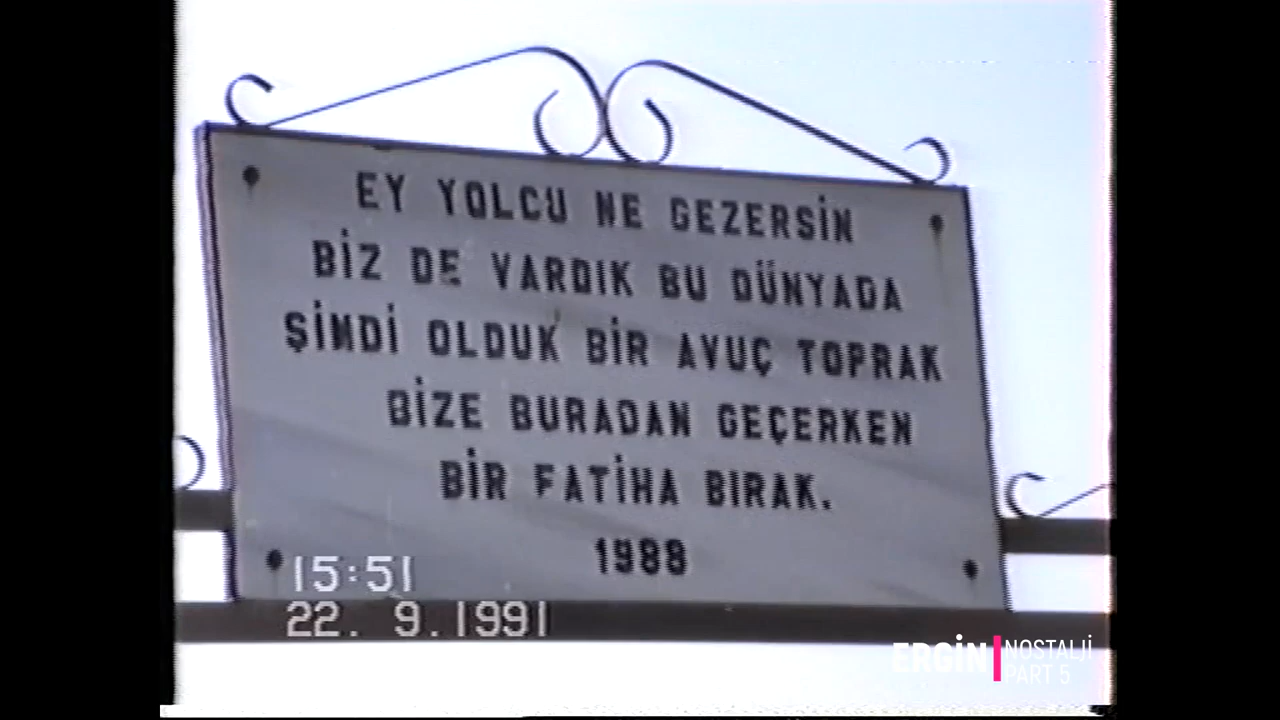 EY YOLCU NE GEZERSİN
BİZ DE VARDIK BU DÜNYADA
ŞİMDİ OLDUK BİR AVUÇ TOPRAK
BİZE BURADAN GEÇERKEN
BİR FATİHA BIRAK.
1988
15:51
22. 9.1991
ERGİN
NOSTALJİ
PART 5